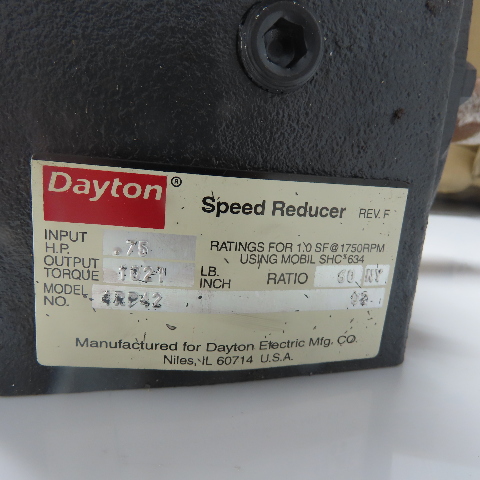 Dayton®
Speed Reducer REV. F
INPUT
H.P. .75
RATINGS FOR 1.0 SF@1750RPM
USING MOBIL SHC* 634
OUTPUT
TORQUE
LB.
INCH
RATIO 60
MODEL
NO.
Manufactured for Dayton Electric Mfg. CO.
Niles, IL 60714 U.S.A.